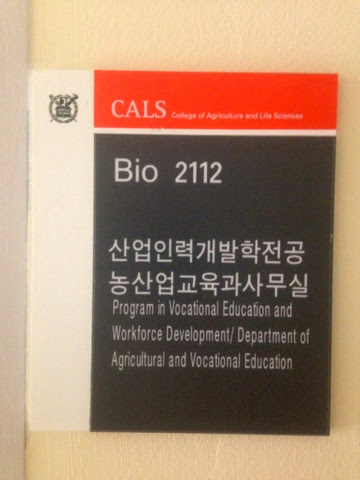 CALS College of Agriculture and Life Sciences
Bio 2112
산업인력개발학전공
농산업교육과사무실
Program in Vocational Education and
Workforce Development/ Department of
Agricultural and Vocational Education